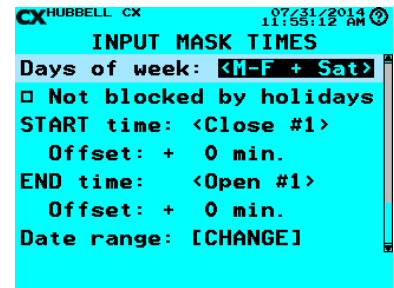 CX HUBBELL CX 07/31/2014 ?
11:55:12 AM
INPUT MASK TIMES
Days of week: <M-F + Sat>
Not blocked by holidays
START time: <Close #1>
Offset: + 0 min.
END time: <Open #1>
Offset: + 0 min.
Date range: [CHANGE]